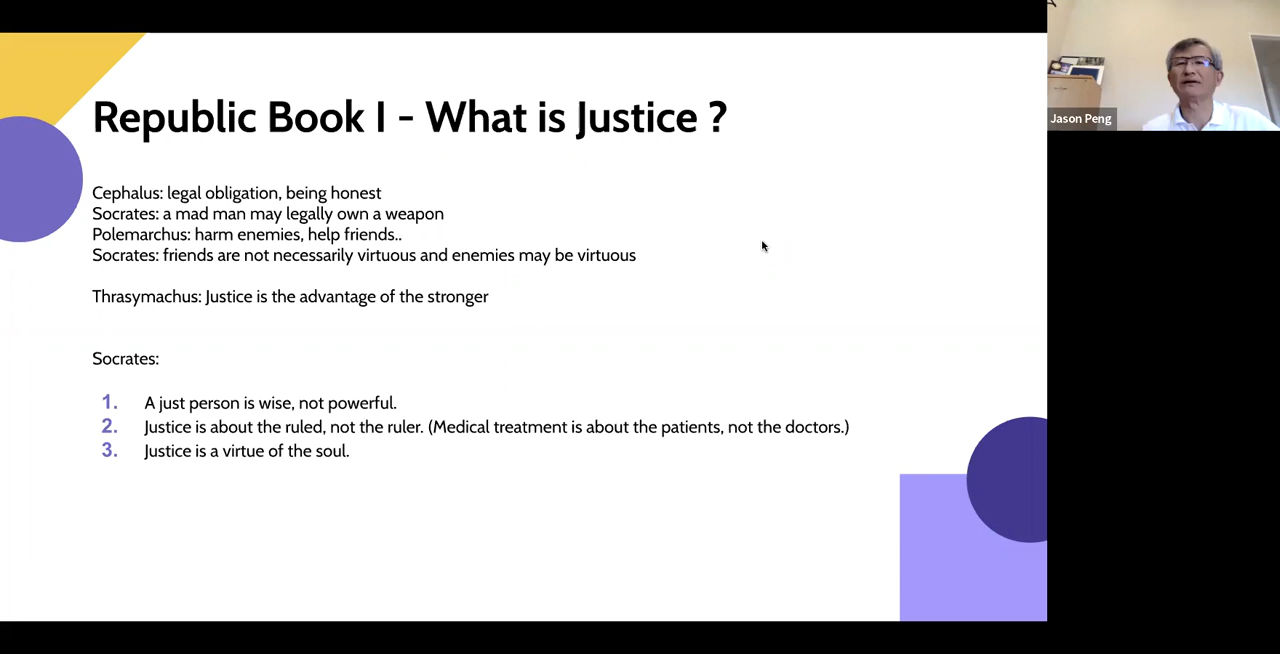 Republic Book I - What is Justice ?
Cephalus: legal obligation, being honest
Socrates: a mad man may legally own a weapon
Polemarchus: harm enemies, help friends..
Socrates: friends are not necessarily virtuous and enemies may be virtuous
Thrasymachus: Justice is the advantage of the stronger
Socrates:
1. A just person is wise, not powerful.
2. Justice is about the ruled, not the ruler. (Medical treatment is about the patients, not the doctors.)
3. Justice is a virtue of the soul.
Jason Peng